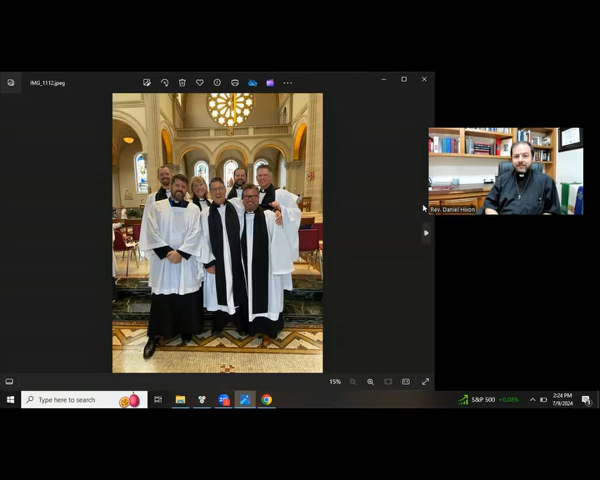 IMG_1112.jpeg
Rev. Daniel Hixon
15%
Type here to search
S&P 500 +0.06%
2:24 PM
7/9/2024